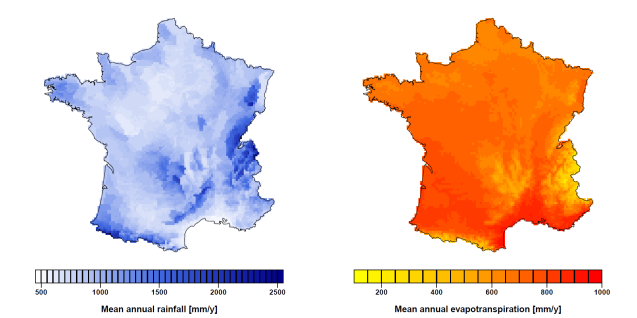 500 1000 1500 2000 2500
Mean annual rainfall [mm/y]
200 400 600 800 1000
Mean annual evapotranspiration [mm/y]